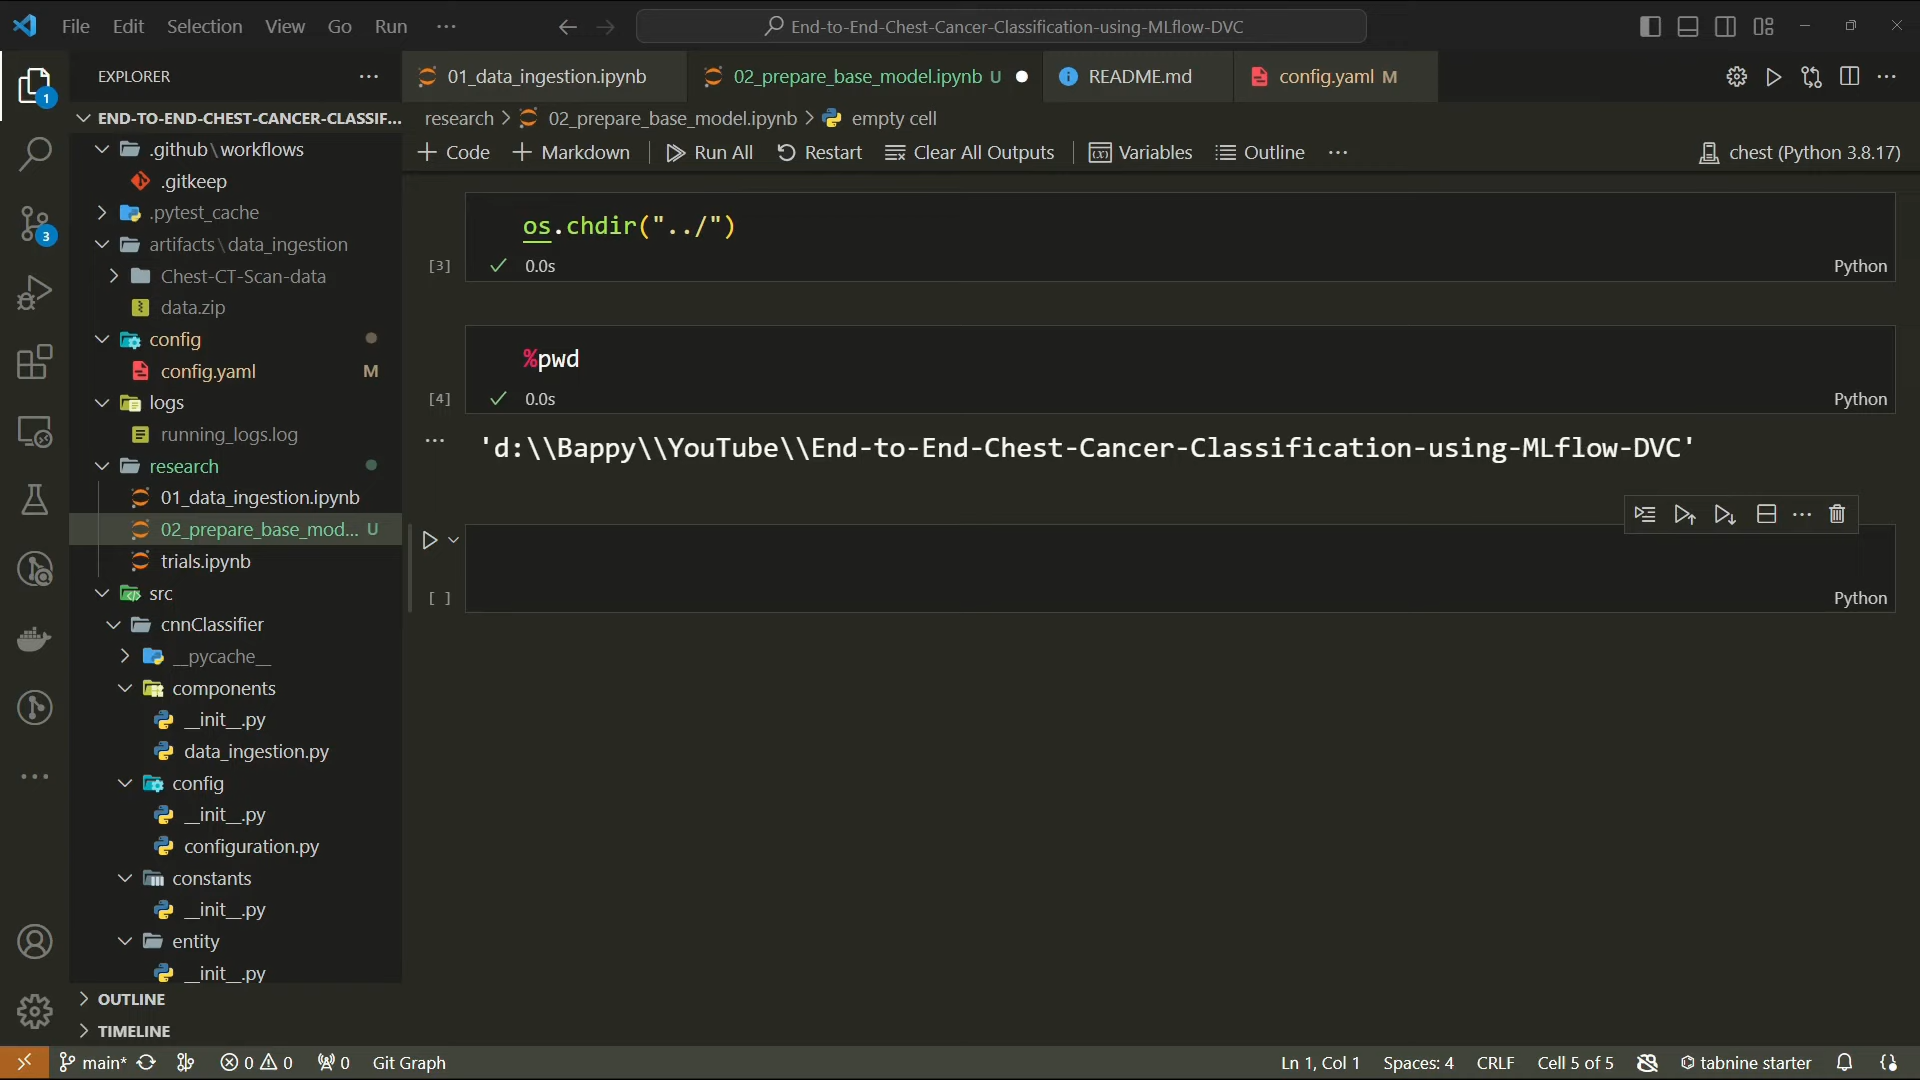 File Edit Selection View Go Run ...
End-to-End-Chest-Cancer-Classification-using-MLflow-DVC
EXPLORER
01_data_ingestion.ipynb
02_prepare_base_model.ipynb U
README.md
config.yaml M
research > 02_prepare_base_model.ipynb > empty cell
+ Code + Markdown Run All Restart Clear All Outputs Variables Outline ...
chest (Python 3.8.17)
END-TO-END-CHEST-CANCER-CLASSIF...
.github\workflows
.gitkeep
.pytest_cache
artifacts\data_ingestion
Chest-CT-Scan-data
data.zip
config
config.yaml M
logs
running_logs.log
research
01_data_ingestion.ipynb
02_prepare_base_mod... U
trials.ipynb
src
cnnClassifier
__pycache__
components
__init__.py
data_ingestion.py
config
__init__.py
configuration.py
constants
__init__.py
entity
__init__.py
OUTLINE
TIMELINE
1
3
os.chdir("../")
[3] 0.0s Python
%pwd
[4] 0.0s Python
'd:\\Bappy\\YouTube\\End-to-End-Chest-Cancer-Classification-using-MLflow-DVC'
[ ] Python
main* 0 0 0 Git Graph
Ln 1, Col 1 Spaces: 4 CRLF Cell 5 of 5 tabnine starter